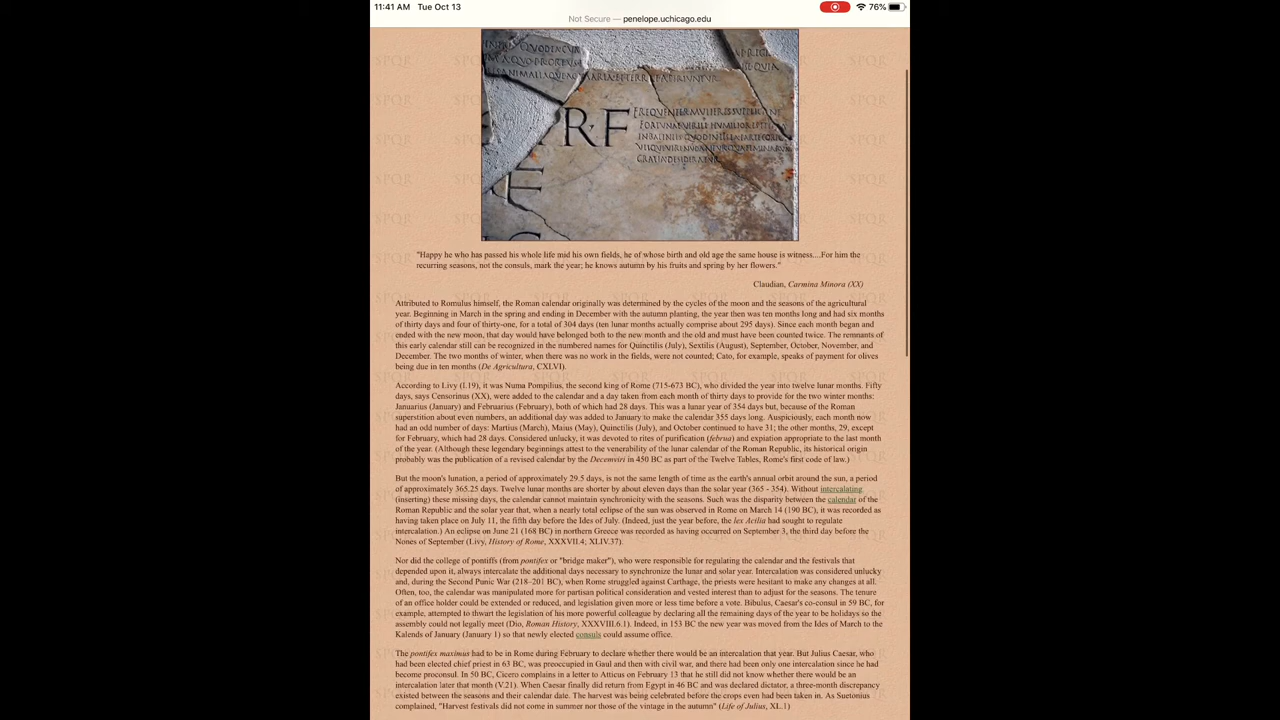 11:41 AM Tue Oct 13
76%
Not Secure — penelope.uchicago.edu
RF
"Happy he who has passed his whole life mid his own fields, he of whose birth and old age the same house is witness....For him the
recurring seasons, not the consuls, mark the year; he knows autumn by his fruits and spring by her flowers."
Claudian, Carmina Minora (XX)
Attributed to Romulus himself, the Roman calendar originally was determined by the cycles of the moon and the seasons of the agricultural
year. Beginning in March in the spring and ending in December with the autumn planting, the year then was ten months long and had six months
of thirty days and four of thirty-one, for a total of 304 days (ten lunar months actually comprise about 295 days). Since each month began and
ended with the new moon, that day would have belonged both to the new month and the old and must have been counted twice. The remnants of
this early calendar still can be recognized in the numbered names for Quinctilis (July), Sextilis (August), September, October, November, and
December. The two months of winter, when there was no work in the fields, were not counted; Cato, for example, speaks of payment for olives
being due in ten months (De Agricultura, CXLVI).
According to Livy (I.19), it was Numa Pompilius, the second king of Rome (715-673 BC), who divided the year into twelve lunar months. Fifty
days, says Censorinus (XX), were added to the calendar and a day taken from each month of thirty days to provide for the two winter months:
Januarius (January) and Februarius (February), both of which had 28 days. This was a lunar year of 354 days but, because of the Roman
superstition about even numbers, an additional day was added to January to make the calendar 355 days long. Auspiciously, each month now
had an odd number of days: Martius (March), Maius (May), Quinctilis (July), and October continued to have 31; the other months, 29, except
for February, which had 28 days. Considered unlucky, it was devoted to rites of purification (februa) and expiation appropriate to the last month
of the year. (Although these legendary beginnings attest to the venerability of the lunar calendar of the Roman Republic, its historical origin
probably was the publication of a revised calendar by the Decemviri in 450 BC as part of the Twelve Tables, Rome's first code of law.)
But the moon's lunation, a period of approximately 29.5 days, is not the same length of time as the earth's annual orbit around the sun, a period
of approximately 365.25 days. Twelve lunar months are shorter by about eleven days than the solar year (365 - 354). Without intercalating
(inserting) these missing days, the calendar cannot maintain synchronicity with the seasons. Such was the disparity between the calendar of the
Roman Republic and the solar year that, when a nearly total eclipse of the sun was observed in Rome on March 14 (190 BC), it was recorded as
having taken place on July 11, the fifth day before the Ides of July. (Indeed, just the year before, the lex Acilia had sought to regulate
intercalation.) An eclipse on June 21 (168 BC) in northern Greece was recorded as having occurred on September 3, the third day before the
Nones of September (Livy, History of Rome, XXXVII.4; XLIV.37).
Nor did the college of pontiffs (from pontifex or "bridge maker"), who were responsible for regulating the calendar and the festivals that
depended upon it, always intercalate the additional days necessary to synchronize the lunar and solar year. Intercalation was considered unlucky
and, during the Second Punic War (218–201 BC), when Rome struggled against Carthage, the priests were hesitant to make any changes at all.
Often, too, the calendar was manipulated more for partisan political consideration and vested interest than to adjust for the seasons. The tenure
of an office holder could be extended or reduced, and legislation given more or less time before a vote. Bibulus, Caesar's co-consul in 59 BC, for
example, attempted to thwart the legislation of his more powerful colleague by declaring all the remaining days of the year to be holidays so the
assembly could not legally meet (Dio, Roman History, XXXVIII.6.1). Indeed, in 153 BC the new year was moved from the Ides of March to the
Kalends of January (January 1) so that newly elected consuls could assume office.
The pontifex maximus had to be in Rome during February to declare whether there would be an intercalation that year. But Julius Caesar, who
had been elected chief priest in 63 BC, was preoccupied in Gaul and then with civil war, and there had been only one intercalation since he had
become proconsul. In 50 BC, Cicero complains in a letter to Atticus on February 13 that he still did not know whether there would be an
intercalation later that month (V.21). When Caesar finally did return from Egypt in 46 BC and was declared dictator, a three-month discrepancy
existed between the seasons and their calendar date. The harvest was being celebrated before the crops even had been taken in. As Suetonius
complained, "Harvest festivals did not come in summer nor those of the vintage in the autumn" (Life of Julius, XL.1)